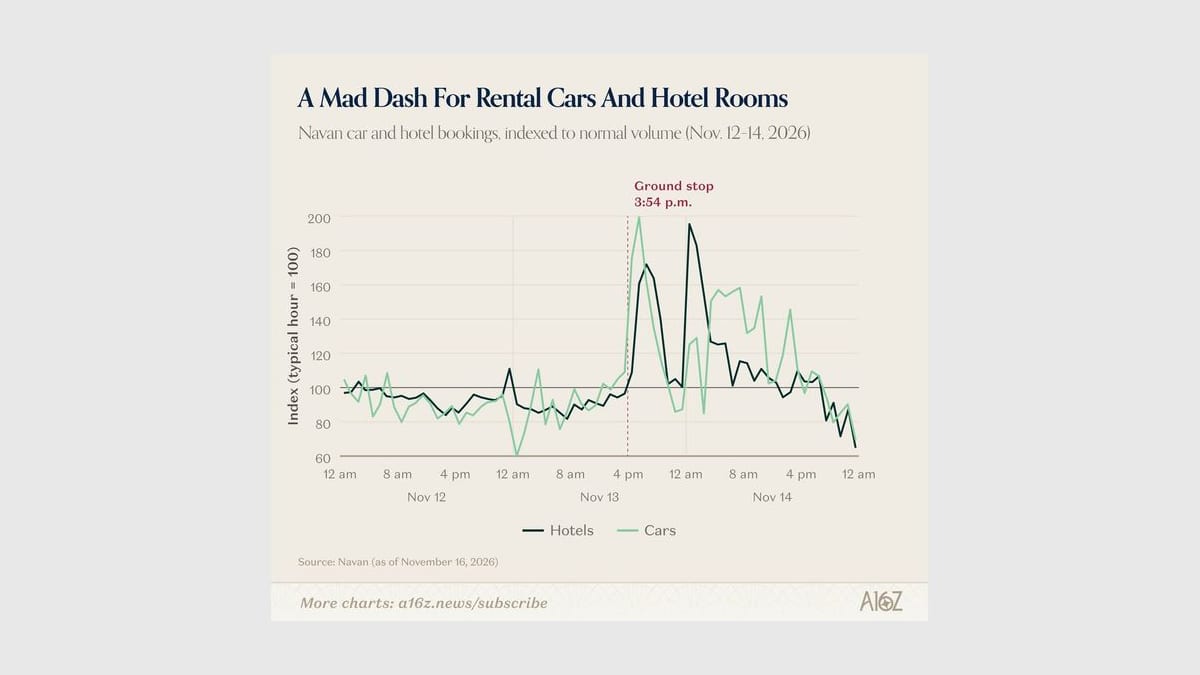 A Mad Dash For Rental Cars And Hotel Rooms
Navan car and hotel bookings, indexed to normal volume (Nov. 12-14, 2026)
Ground stop
3:54 p.m.
Index (typical hour = 100)
200
180
160
140
120
100
80
60
12 am 8 am 4 pm 12 am 8 am 4 pm 12 am 8 am 4 pm 12 am
Nov 12 Nov 13 Nov 14
Hotels Cars
Source: Navan (as of November 16, 2026)
More charts: a16z.news/subscribe
A16Z